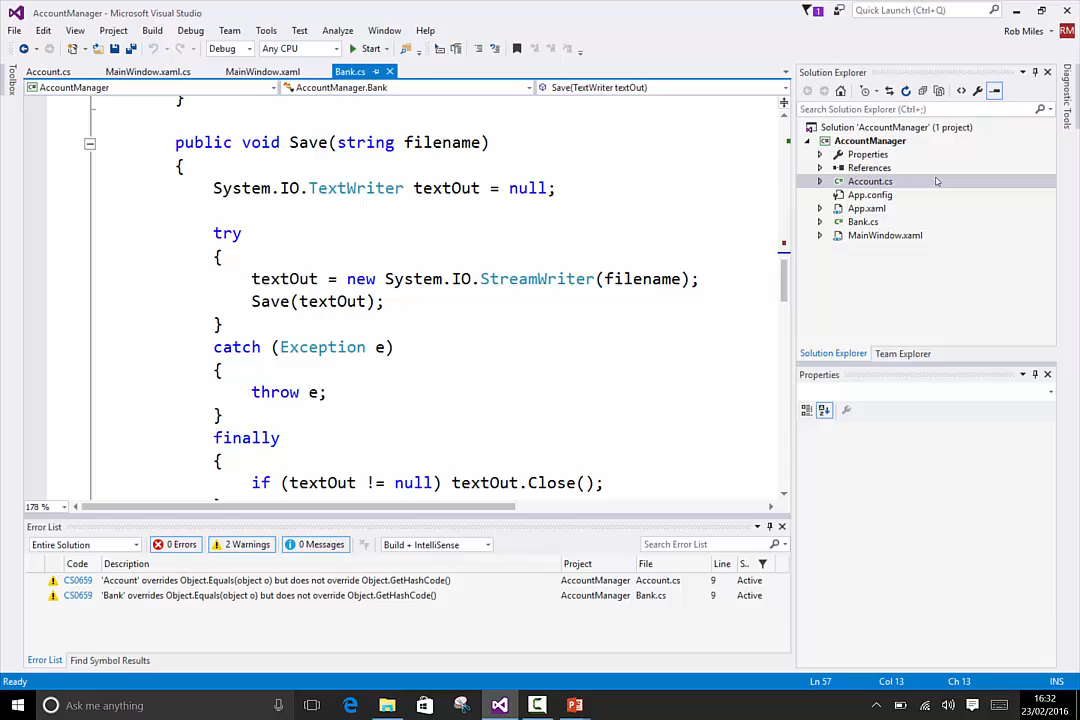 AccountManager - Microsoft Visual Studio
1
Quick Launch (Ctrl+Q)
File Edit View Project Build Debug Team Tools Test Analyze Window Help
Rob Miles RM
Debug Any CPU Start
Toolbox
Account.cs MainWindow.xaml.cs MainWindow.xaml Bank.cs
AccountManager AccountManager.Bank Save(TextWriter textOut)
}
public void Save(string filename)
{
System.IO.TextWriter textOut = null;
try
{
textOut = new System.IO.StreamWriter(filename);
Save(textOut);
}
catch (Exception e)
{
throw e;
}
finally
{
if (textOut != null) textOut.Close();
178 %
Solution Explorer
Search Solution Explorer (Ctrl+;)
Solution 'AccountManager' (1 project)
AccountManager
Properties
References
Account.cs
App.config
App.xaml
Bank.cs
MainWindow.xaml
Solution Explorer Team Explorer
Properties
Diagnostic Tools
Error List
Entire Solution 0 Errors 2 Warnings 0 Messages Build + IntelliSense Search Error List
Code Description Project File Line S..
CS0659 'Account' overrides Object.Equals(object o) but does not override Object.GetHashCode() AccountManager Account.cs 9 Active
CS0659 'Bank' overrides Object.Equals(object o) but does not override Object.GetHashCode() AccountManager Bank.cs 9 Active
Error List Find Symbol Results
Ready Ln 57 Col 13 Ch 13 INS
Ask me anything
16:32
23/02/2016